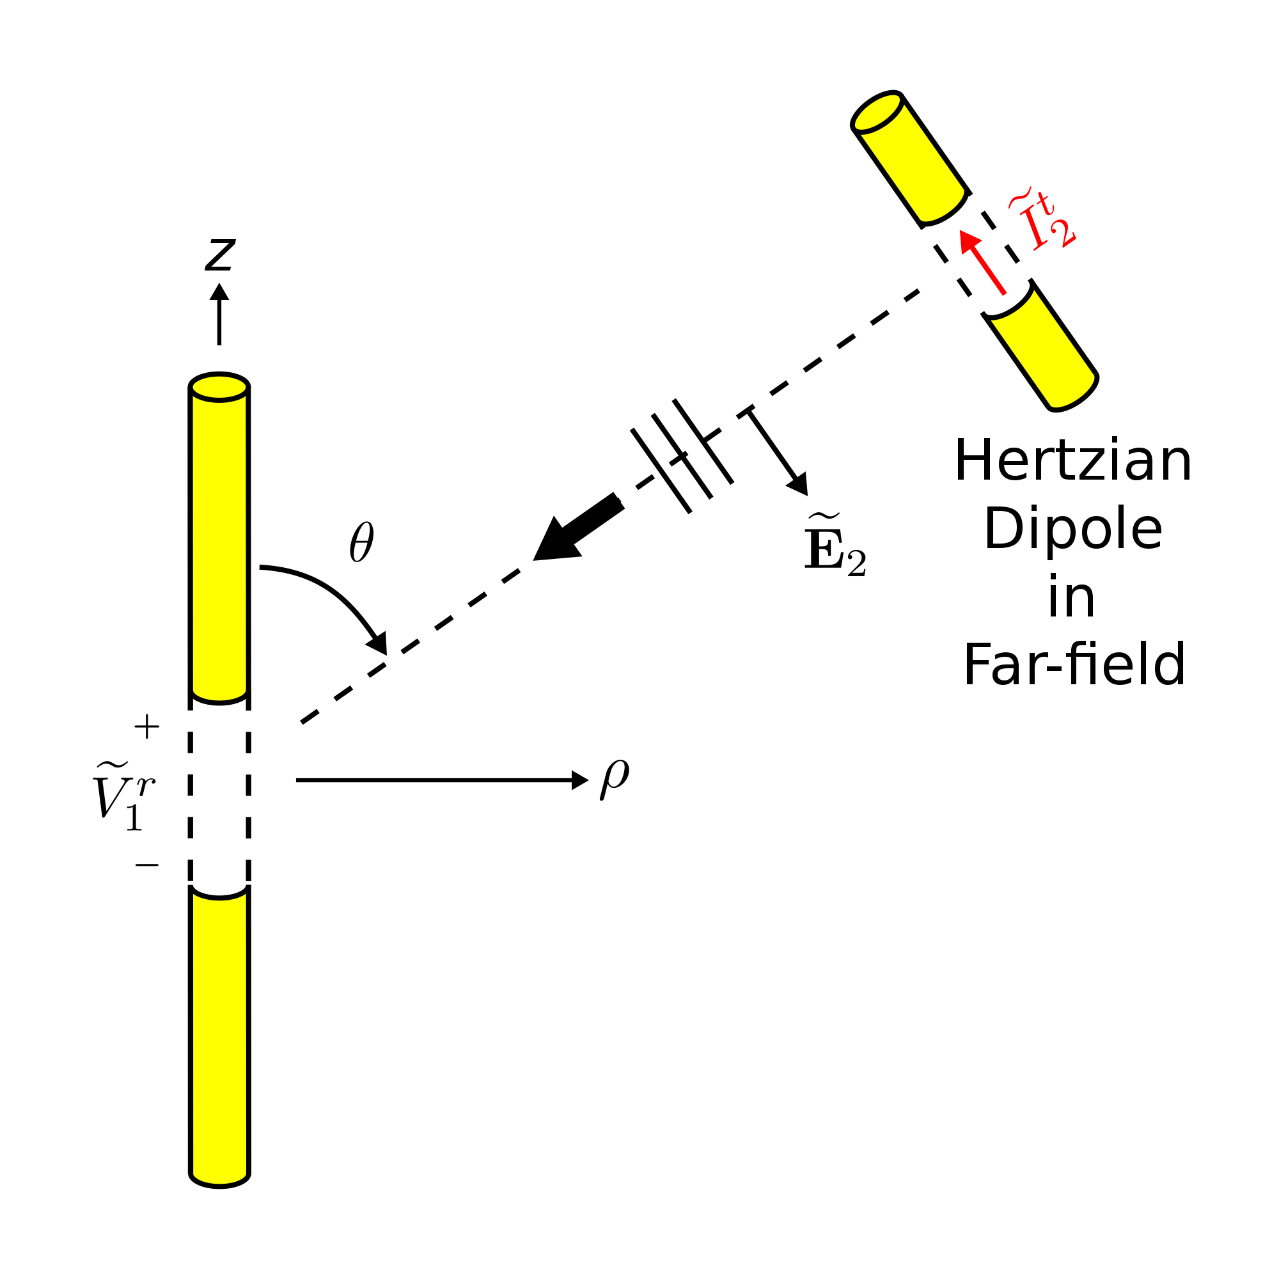 z
Ĩ₂ᵗ
θ
Hertzian
Dipole
in
Far-field
Ẽ₂
+
Ṽ₁ʳ
−
ρ